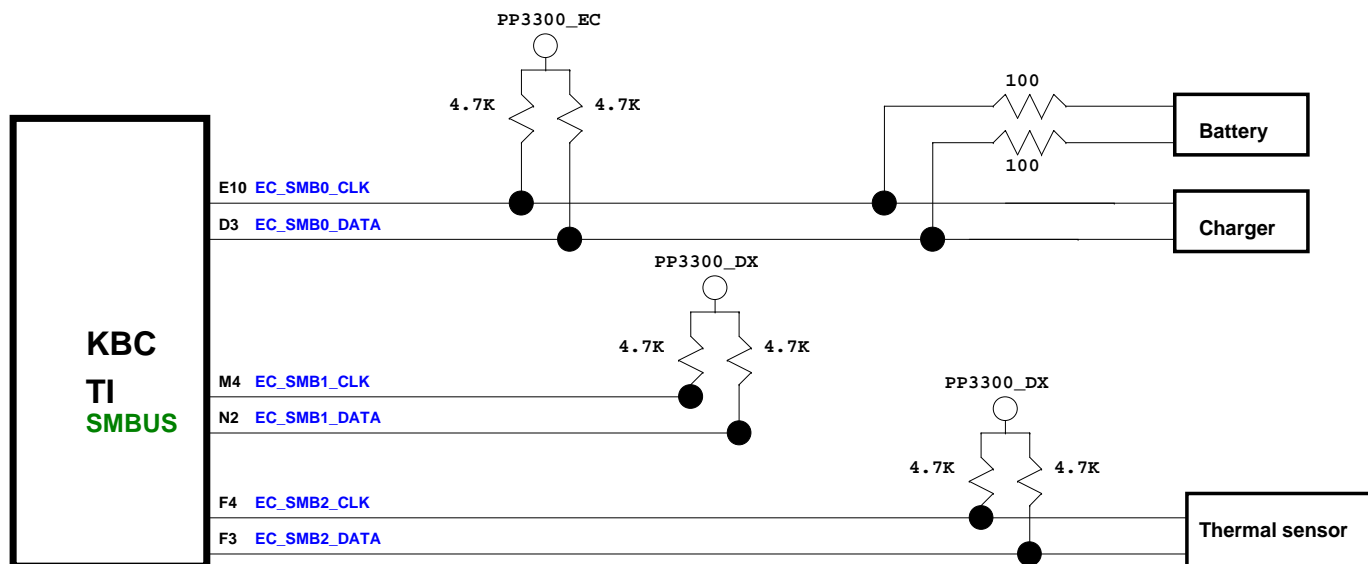 PP3300_EC
4.7K 4.7K
100
Battery
100
E10 EC_SMB0_CLK
D3 EC_SMB0_DATA
Charger
PP3300_DX
4.7K 4.7K
KBC
TI
SMBUS
M4 EC_SMB1_CLK
N2 EC_SMB1_DATA
PP3300_DX
4.7K 4.7K
F4 EC_SMB2_CLK
F3 EC_SMB2_DATA
Thermal sensor